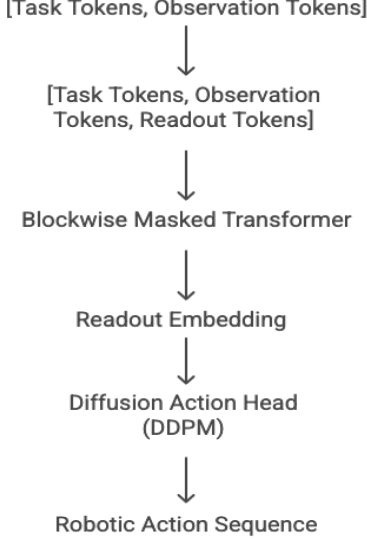 [Task Tokens, Observation Tokens]
[Task Tokens, Observation
Tokens, Readout Tokens]
Blockwise Masked Transformer
Readout Embedding
Diffusion Action Head
(DDPM)
Robotic Action Sequence